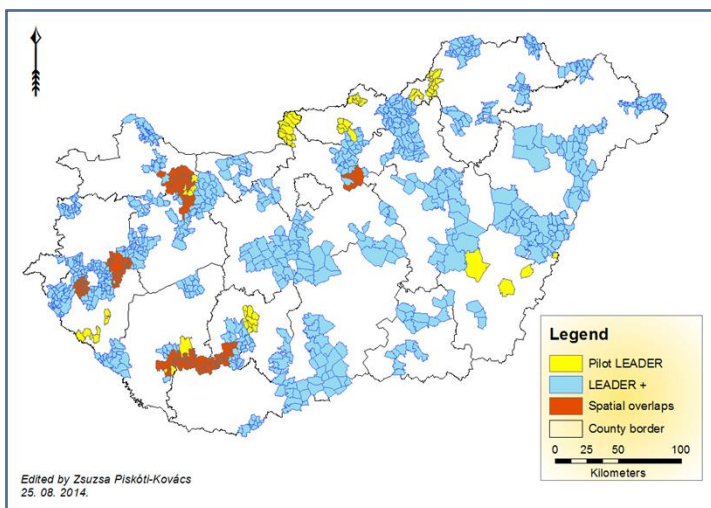 Legend
Pilot LEADER
LEADER +
Spatial overlaps
County border
0 25 50 100
Kilometers
Edited by Zsuzsa Piskóti-Kovács
25. 08. 2014.